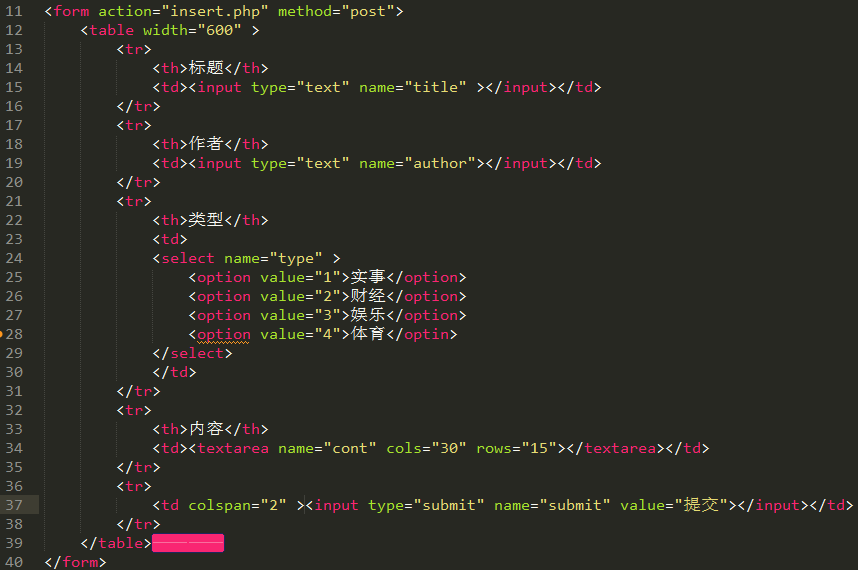 11 <form action="insert.php" method="post">
12     <table width="600" >
13         <tr>
14             <th>标题</th>
15             <td><input type="text" name="title" ></input></td>
16         </tr>
17         <tr>
18             <th>作者</th>
19             <td><input type="text" name="author"></input></td>
20         </tr>
21         <tr>
22             <th>类型</th>
23             <td>
24             <select name="type" >
25                 <option value="1">实事</option>
26                 <option value="2">财经</option>
27                 <option value="3">娱乐</option>
28                 <option value="4">体育</optin>
29             </select>
30             </td>
31         </tr>
32         <tr>
33             <th>内容</th>
34             <td><textarea name="cont" cols="30" rows="15"></textarea></td>
35         </tr>
36         <tr>
37             <td colspan="2" ><input type="submit" name="submit" value="提交"></input></td>
38         </tr>
39     </table>
40 </form>